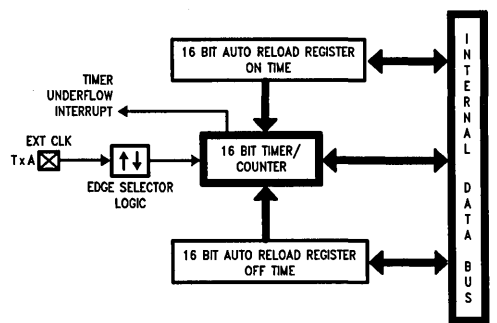 16 BIT AUTO RELOAD REGISTER
ON TIME
TIMER
UNDERFLOW
INTERRUPT
EXT CLK
TxA
EDGE SELECTOR
LOGIC
16 BIT TIMER/
COUNTER
16 BIT AUTO RELOAD REGISTER
OFF TIME
INTERNAL DATA BUS